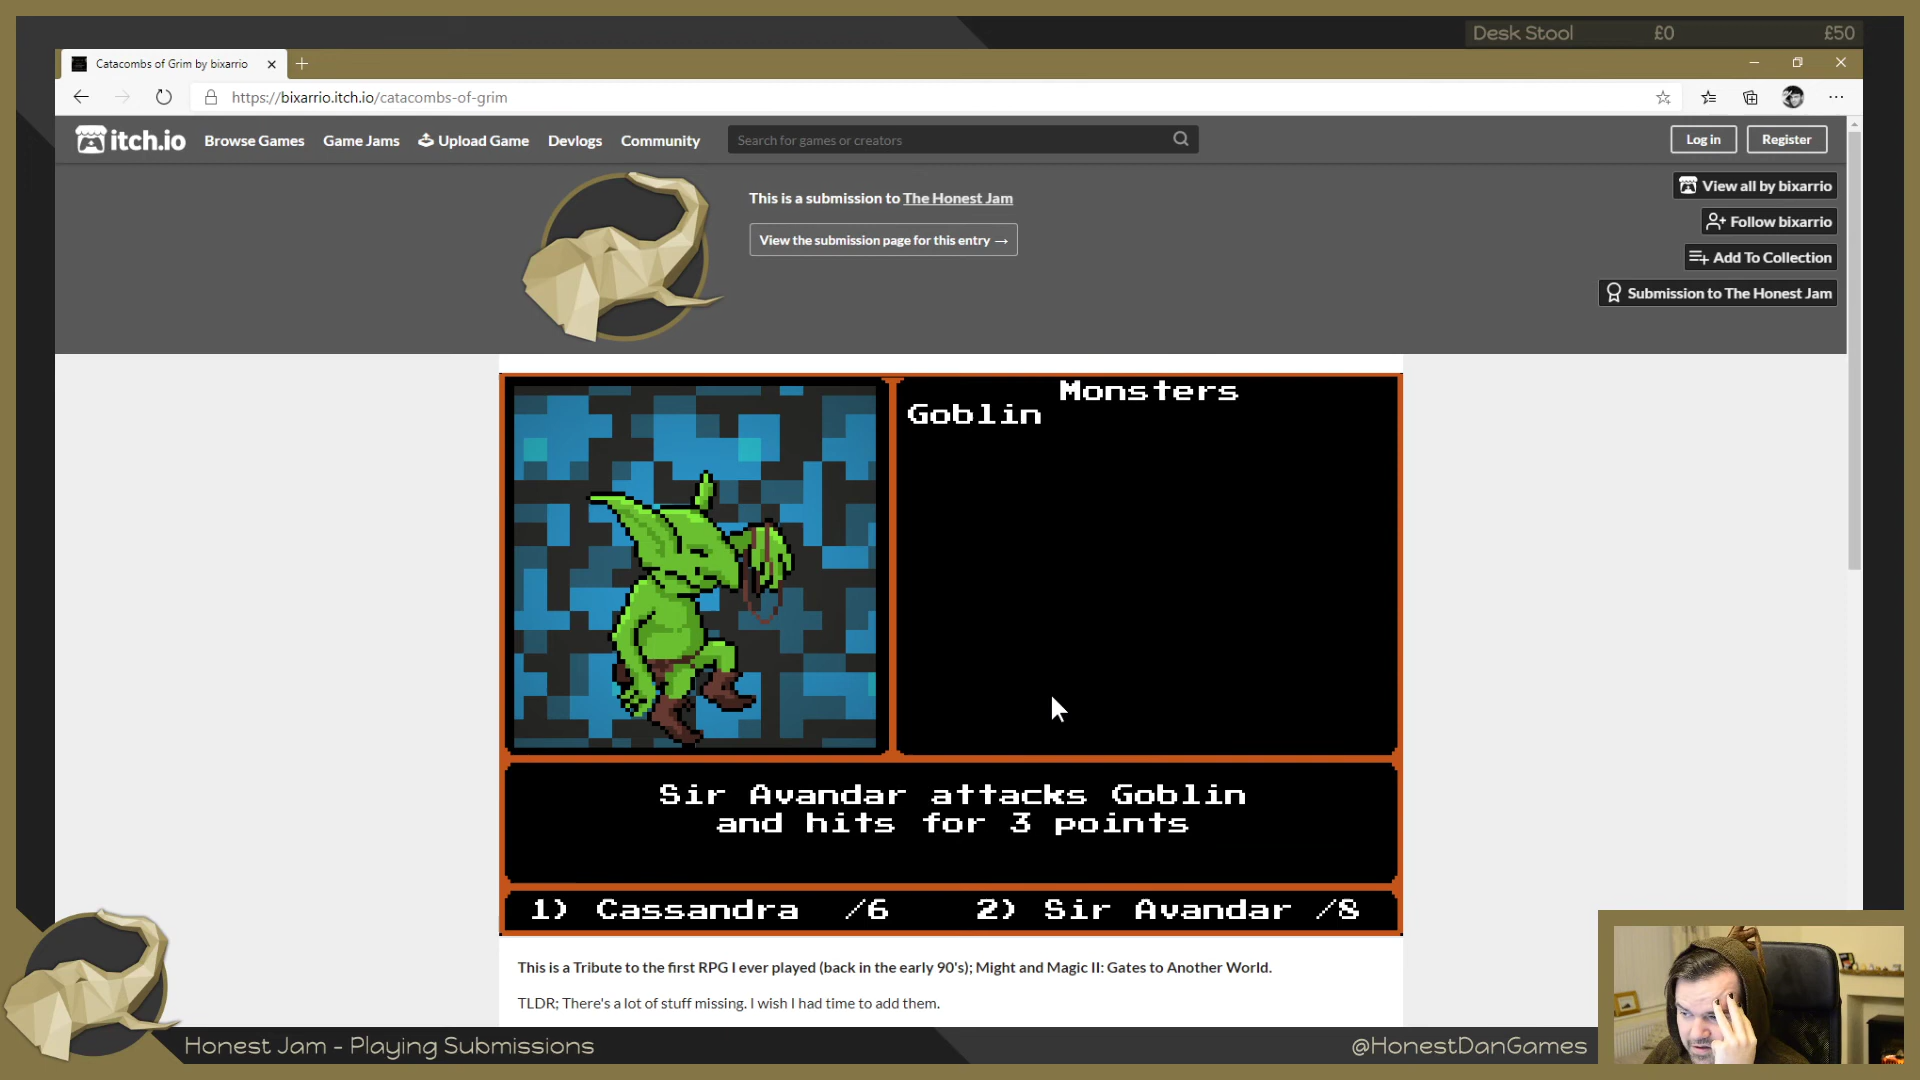 Desk Stool £0 £50
Catacombs of Grim by bixarrio
https://bixarrio.itch.io/catacombs-of-grim
itch.io Browse Games Game Jams Upload Game Devlogs Community Search for games or creators Log in Register
View all by bixarrio
This is a submission to The Honest Jam
Follow bixarrio
View the submission page for this entry →
Add To Collection
Submission to The Honest Jam
Monsters
Goblin
Sir Avandar attacks Goblin
and hits for 3 points
1) Cassandra /6 2) Sir Avandar /8
This is a Tribute to the first RPG I ever played (back in the early 90's); Might and Magic II: Gates to Another World.
TLDR; There's a lot of stuff missing. I wish I had time to add them.
Honest Jam - Playing Submissions @HonestDanGames